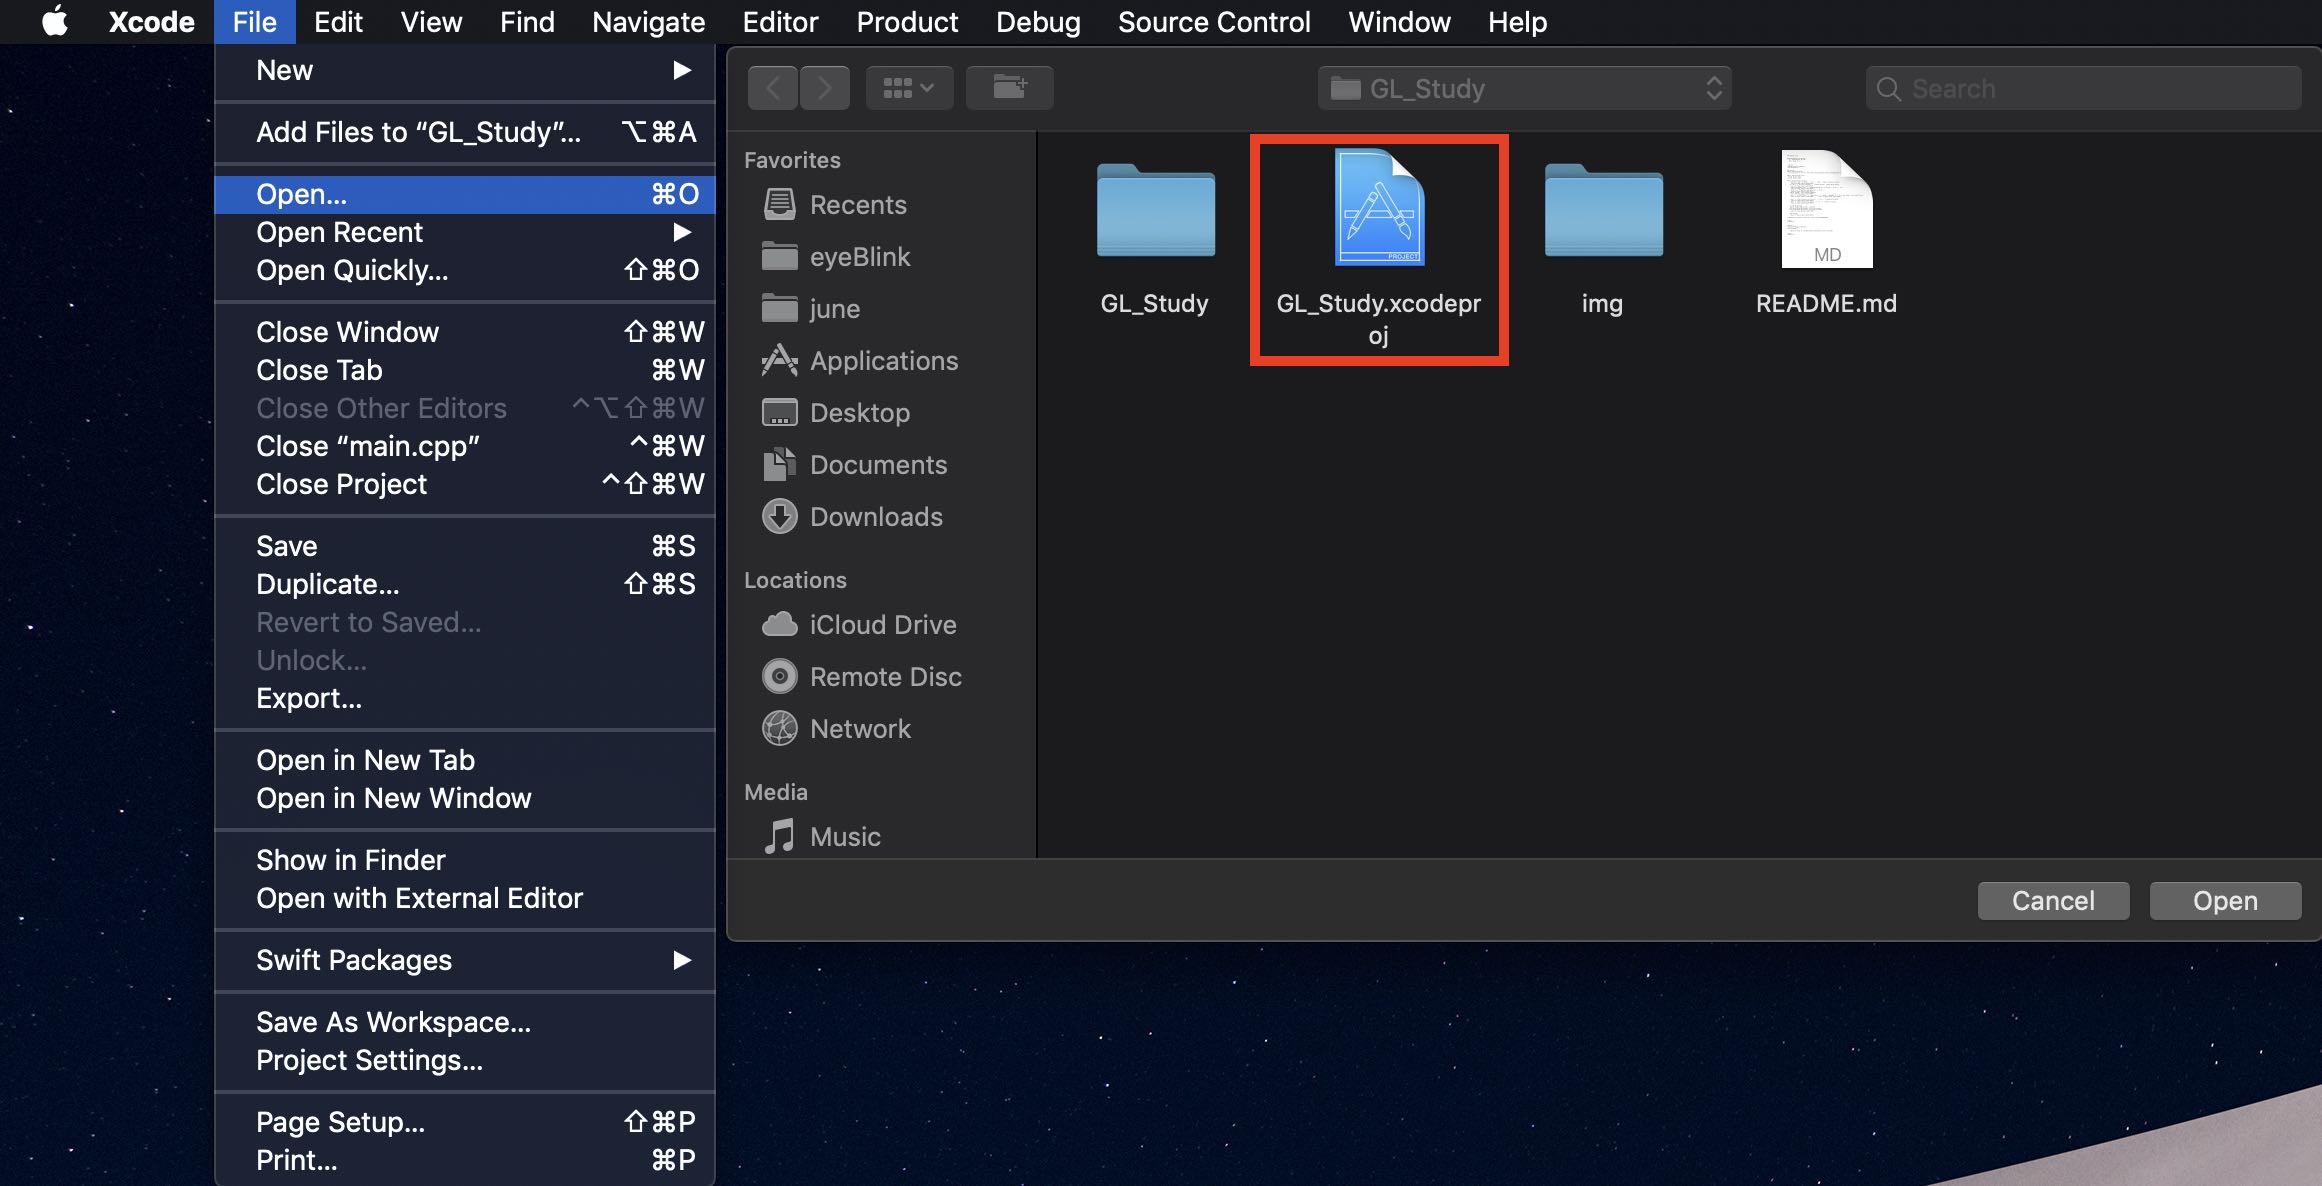 Xcode File Edit View Find Navigate Editor Product Debug Source Control Window Help
New ▶
Add Files to “GL_Study”... ⌥⌘A
Open... ⌘O
Open Recent ▶
Open Quickly... ⇧⌘O
Close Window ⇧⌘W
Close Tab ⌘W
Close Other Editors ^⌥⇧⌘W
Close “main.cpp” ^⌘W
Close Project ^⇧⌘W
Save ⌘S
Duplicate... ⇧⌘S
Revert to Saved...
Unlock...
Export...
Open in New Tab
Open in New Window
Show in Finder
Open with External Editor
Swift Packages ▶
Save As Workspace...
Project Settings...
Page Setup... ⇧⌘P
Print... ⌘P
GL_Study
Search
Favorites
Recents
eyeBlink
june
Applications
Desktop
Documents
Downloads
Locations
iCloud Drive
Remote Disc
Network
Media
Music
GL_Study
PROJECT
GL_Study.xcodepr
oj
img
MD
README.md
Cancel
Open